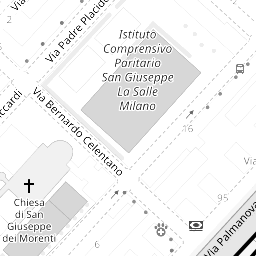 Via Padre Placido
Istituto
Comprensivo
Paritario
San Giuseppe
La Salle
Milano
ccardi
Via Bernardo Celentano
16
Chiesa
di San
Giuseppe
dei Morenti
95
6
Via Palmanova